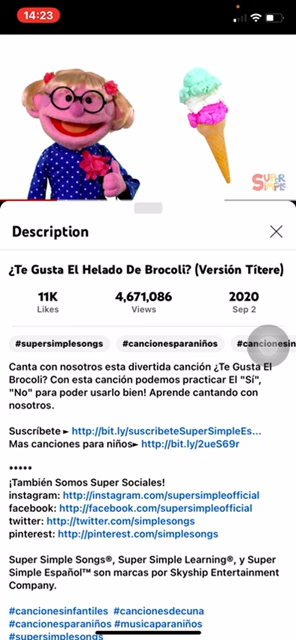 14:23
SUPER
SIMPLE
Description
¿Te Gusta El Helado De Brocoli? (Versión Títere)
11K 4,671,086 2020
Likes Views Sep 2
#supersimplesongs #cancionesparaniños #cancionesin
Canta con nosotros esta divertida canción ¿Te Gusta El
Brocoli? Con esta canción podemos practicar El "Sí",
"No" para poder usarlo bien! Aprende cantando con
nosotros.
Suscríbete ► http://bit.ly/suscribeteSuperSimpleEs...
Mas canciones para niños► http://bit.ly/2ueS69r
•••••
¡También Somos Super Sociales!
instagram: http://instagram.com/supersimpleofficial
facebook: http://facebook.com/supersimpleofficial
twitter: http://twitter.com/simplesongs
pinterest: http://pinterest.com/simplesongs
Super Simple Songs®, Super Simple Learning®, y Super
Simple Español™ son marcas por Skyship Entertainment
Company.
#cancionesinfantiles #cancionesdecuna
#cancionesparaniños #musicaparaniños
#supersimplesongs